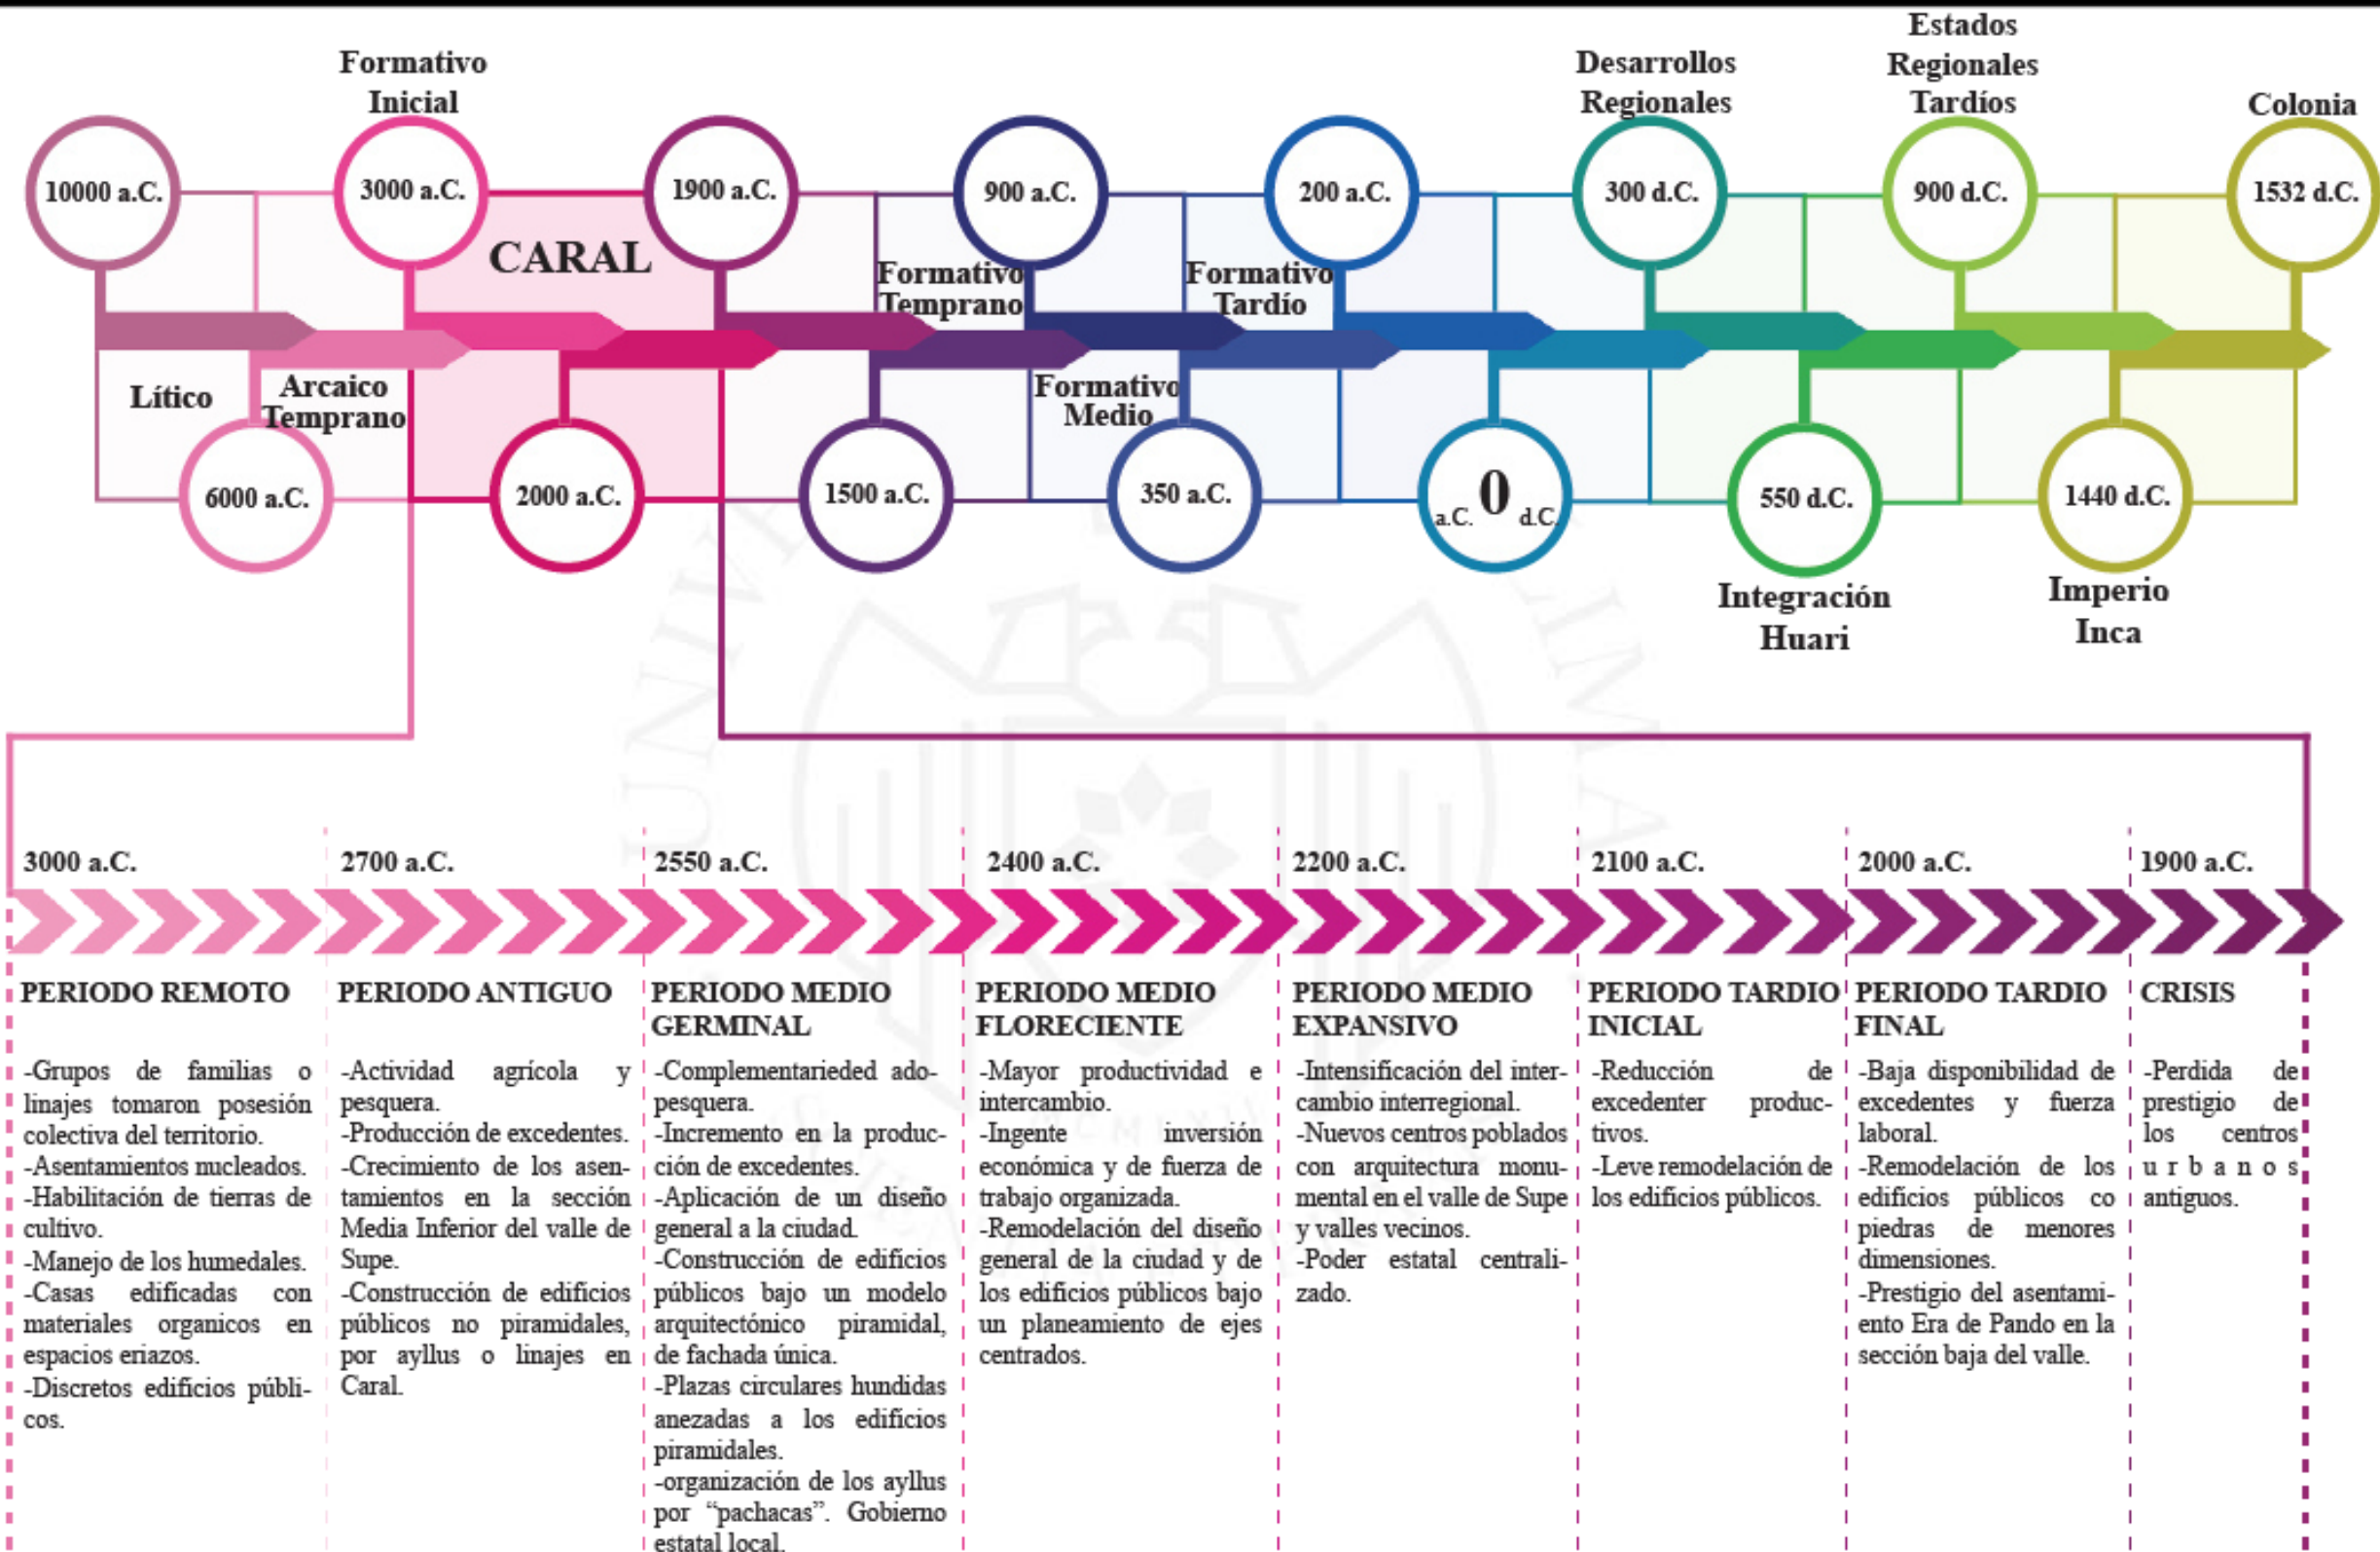 Formativo
Inicial
Desarrollos
Regionales
Estados
Regionales
Tardíos
Colonia
10000 a.C.
3000 a.C.
1900 a.C.
900 a.C.
200 a.C.
300 d.C.
900 d.C.
1532 d.C.
CARAL
Formativo
Temprano
Formativo
Tardío
Lítico
Arcaico
Temprano
Formativo
Medio
6000 a.C.
2000 a.C.
1500 a.C.
350 a.C.
a.C. 0 d.C.
550 d.C.
1440 d.C.
Integración
Huari
Imperio
Inca
UNIVE
LIMA
3000 a.C.
2700 a.C.
2550 a.C.
2400 a.C.
2200 a.C.
2100 a.C.
2000 a.C.
1900 a.C.
PERIODO REMOTO
-Grupos de familias o
linajes tomaron posesión
colectiva del territorio.
-Asentamientos nucleados.
-Habilitación de tierras de
cultivo.
-Manejo de los humedales.
-Casas edificadas con
materiales organicos en
espacios eriazos.
-Discretos edificios públi-
cos.
PERIODO ANTIGUO
-Actividad agrícola y
pesquera.
-Producción de excedentes.
-Crecimiento de los asen-
tamientos en la sección
Media Inferior del valle de
Supe.
-Construcción de edificios
públicos no piramidales,
por ayllus o linajes en
Caral.
PERIODO MEDIO
GERMINAL
-Complementarieded ado-
pesquera.
-Incremento en la produc-
ción de excedentes.
-Aplicación de un diseño
general a la ciudad.
-Construcción de edificios
públicos bajo un modelo
arquitectónico piramidal,
de fachada única.
-Plazas circulares hundidas
anezadas a los edificios
piramidales.
-organización de los ayllus
por “pachacas”. Gobierno
estatal local.
PERIODO MEDIO
FLORECIENTE
-Mayor productividad e
intercambio.
-Ingente inversión
económica y de fuerza de
trabajo organizada.
-Remodelación del diseño
general de la ciudad y de
los edificios públicos bajo
un planeamiento de ejes
centrados.
PERIODO MEDIO
EXPANSIVO
-Intensificación del inter-
cambio interregional.
-Nuevos centros poblados
con arquitectura monu-
mental en el valle de Supe
y valles vecinos.
-Poder estatal centrali-
zado.
PERIODO TARDIO
INICIAL
-Reducción de
excedenter produc-
tivos.
-Leve remodelación de
los edificios públicos.
PERIODO TARDIO
FINAL
-Baja disponibilidad de
excedentes y fuerza
laboral.
-Remodelación de los
edificios públicos co
piedras de menores
dimensiones.
-Prestigio del asentami-
ento Era de Pando en la
sección baja del valle.
CRISIS
-Perdida de
prestigio de
los centros
urbanos
antiguos.